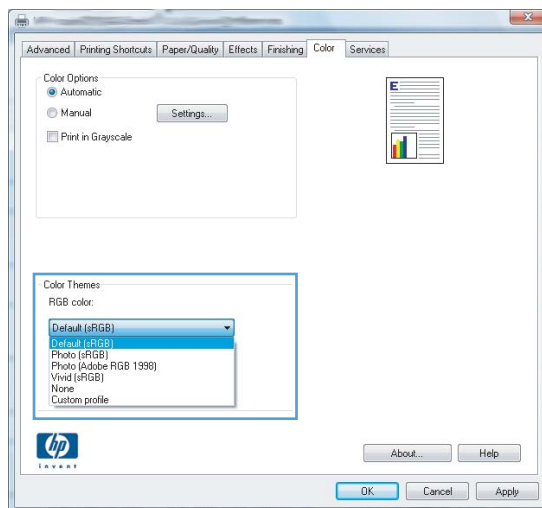 Advanced Printing Shortcuts Paper/Quality Effects Finishing Color Services
Color Options
Automatic
Manual Settings...
Print in Grayscale
E
Color Themes
RGB color:
Default (sRGB)
Default (sRGB)
Photo (sRGB)
Photo (Adobe RGB 1998)
Vivid (sRGB)
None
Custom profile
hp
invent
About... Help
OK Cancel Apply